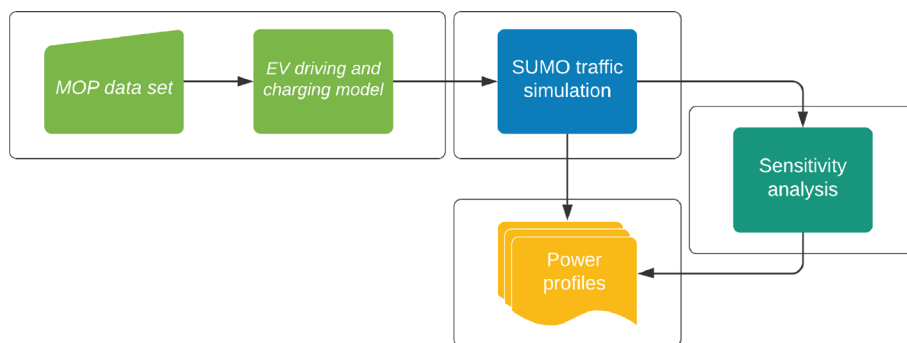 MOP data set
EV driving and
charging model
SUMO traffic
simulation
Sensitivity
analysis
Power
profiles